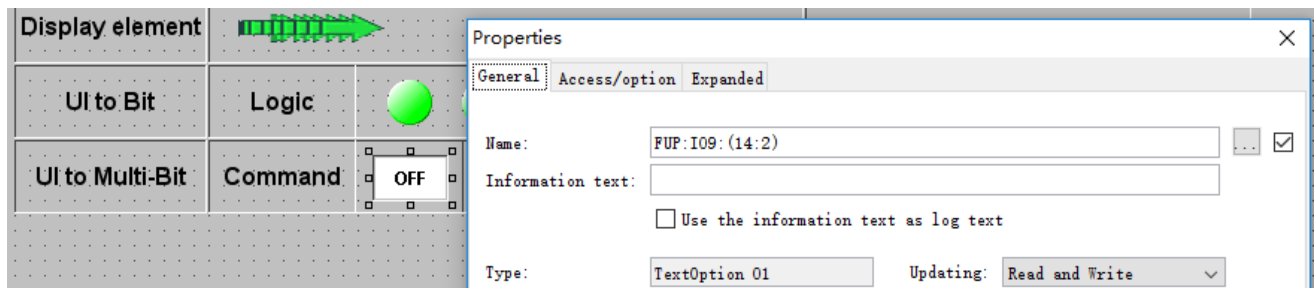 Display element
Properties
General Access/option Expanded
UI to Bit Logic
Name: FUP:I09:(14:2) ...
UI to Multi-Bit Command OFF
Information text:
Use the information text as log text
Type: TextOption 01 Updating: Read and Write